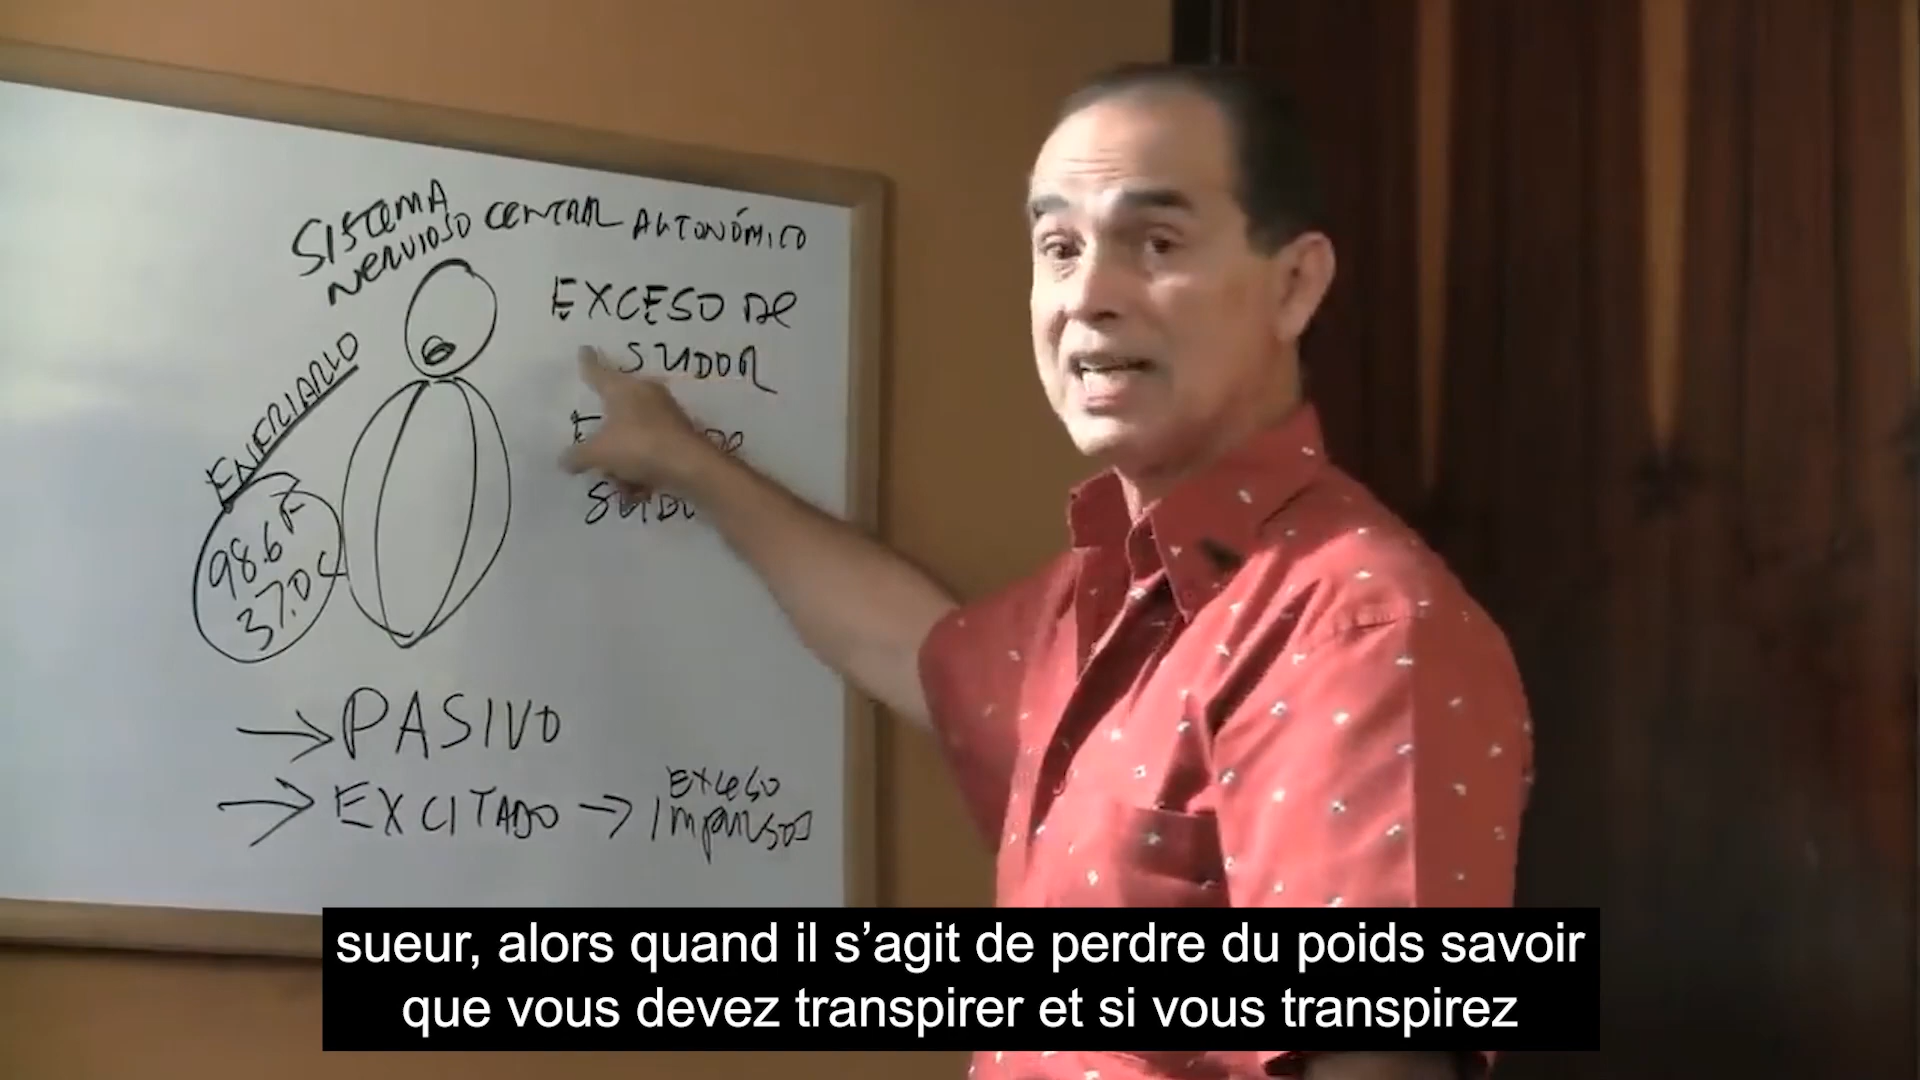 SISTEMA
NERVIOSO CENTRAL AUTONÓMICO
EXCESO DE
SUDOR
ENFRIARLO
98.6 F
37.0 C
→ PASIVO
→ EXCITADO → EXCESO
IMPULSOS
sueur, alors quand il s’agit de perdre du poids savoir
que vous devez transpirer et si vous transpirez